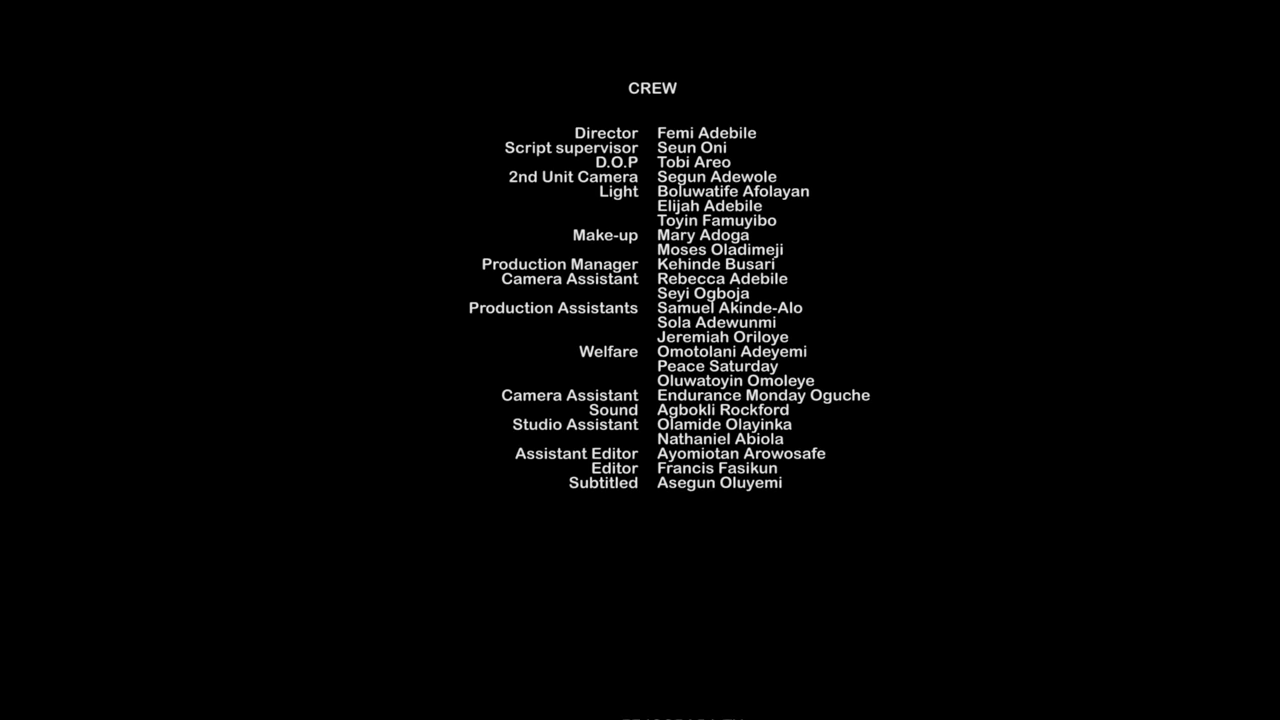 CREW
Director Femi Adebile
Script supervisor Seun Oni
D.O.P Tobi Areo
2nd Unit Camera Segun Adewole
Light Boluwatife Afolayan
Elijah Adebile
Toyin Famuyibo
Make-up Mary Adoga
Moses Oladimeji
Production Manager Kehinde Busari
Camera Assistant Rebecca Adebile
Seyi Ogboja
Production Assistants Samuel Akinde-Alo
Sola Adewunmi
Jeremiah Oriloye
Welfare Omotolani Adeyemi
Peace Saturday
Oluwatoyin Omoleye
Camera Assistant Endurance Monday Oguche
Sound Agbokli Rockford
Studio Assistant Olamide Olayinka
Nathaniel Abiola
Assistant Editor Ayomiotan Arowosafe
Editor Francis Fasikun
Subtitled Asegun Oluyemi